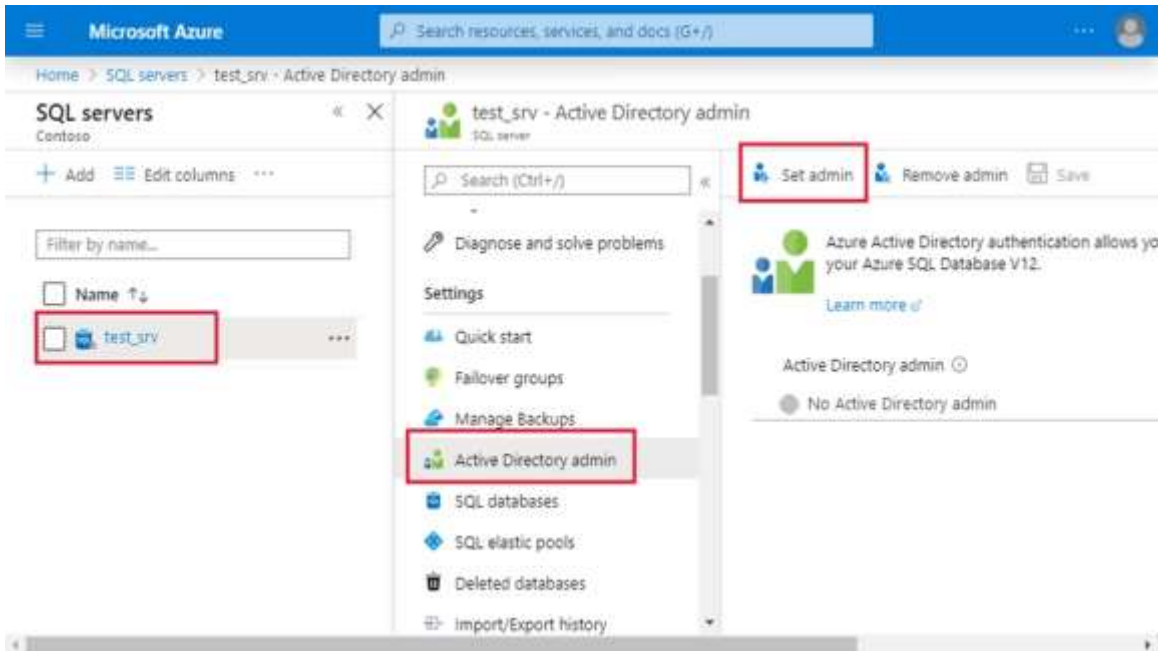 Microsoft Azure
Search resources, services, and docs (G+/)
Home > SQL servers > test_srv - Active Directory admin
SQL servers
Contoso
Add Edit columns
Filter by name...
Name
test_srv
test_srv - Active Directory admin
SQL server
Search (Ctrl+/)
Diagnose and solve problems
Settings
Quick start
Failover groups
Manage Backups
Active Directory admin
SQL databases
SQL elastic pools
Deleted databases
Import/Export history
Set admin Remove admin Save
Azure Active Directory authentication allows yo
your Azure SQL Database V12.
Learn more
Active Directory admin
No Active Directory admin